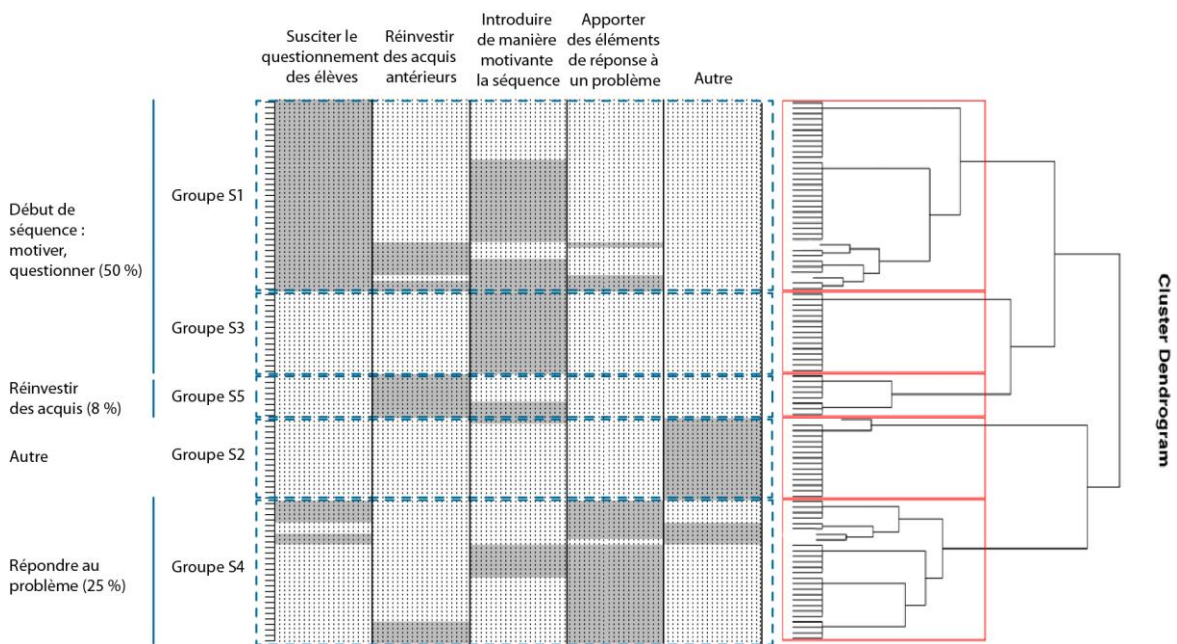 Susciter le
questionnement
des élèves
Réinvestir
des acquis
antérieurs
Introduire
de manière
motivante
la séquence
Apporter
des éléments
de réponse à
un problème
Autre
Début de
séquence :
motiver,
questionner (50 %)
Groupe S1
Groupe S3
Réinvestir
des acquis (8 %)
Groupe S5
Autre
Groupe S2
Répondre au
problème (25 %)
Groupe S4
Cluster Dendrogram